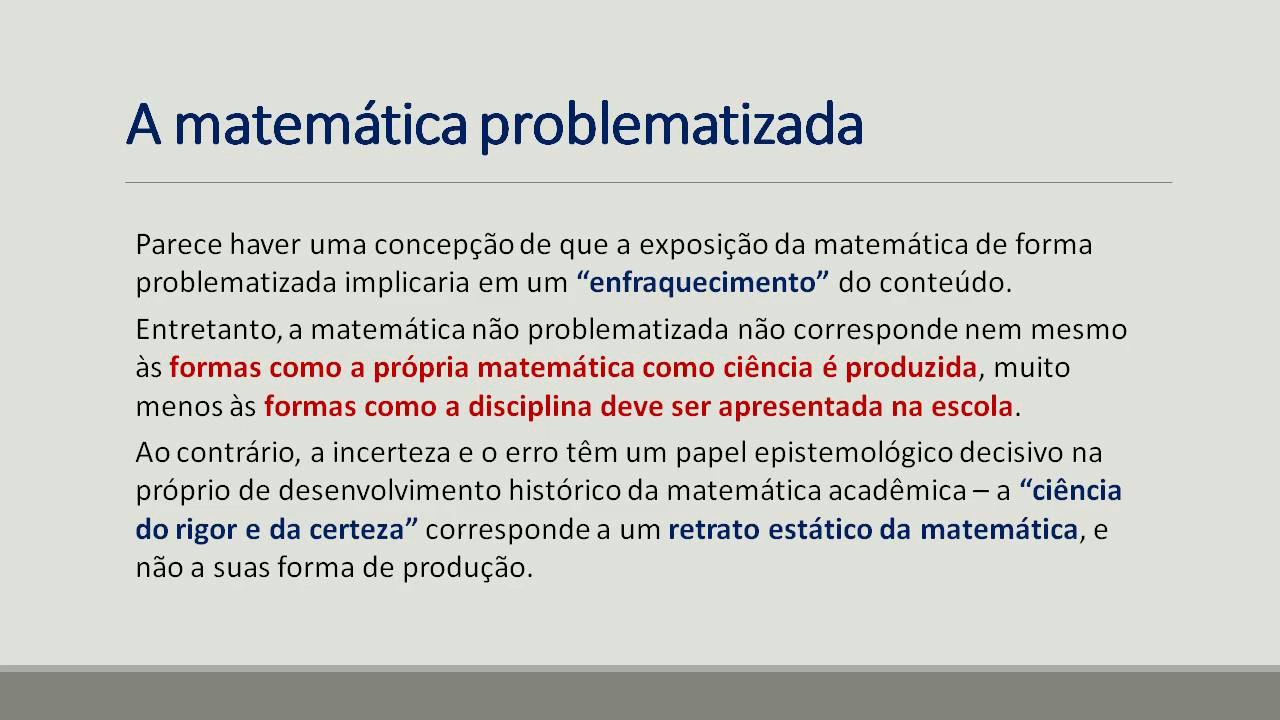 A matemática problematizada
Parece haver uma concepção de que a exposição da matemática de forma
problematizada implicaria em um “enfraquecimento” do conteúdo.
Entretanto, a matemática não problematizada não corresponde nem mesmo
às formas como a própria matemática como ciência é produzida, muito
menos às formas como a disciplina deve ser apresentada na escola.
Ao contrário, a incerteza e o erro têm um papel epistemológico decisivo na
próprio de desenvolvimento histórico da matemática acadêmica – a “ciência
do rigor e da certeza” corresponde a um retrato estático da matemática, e
não a suas forma de produção.